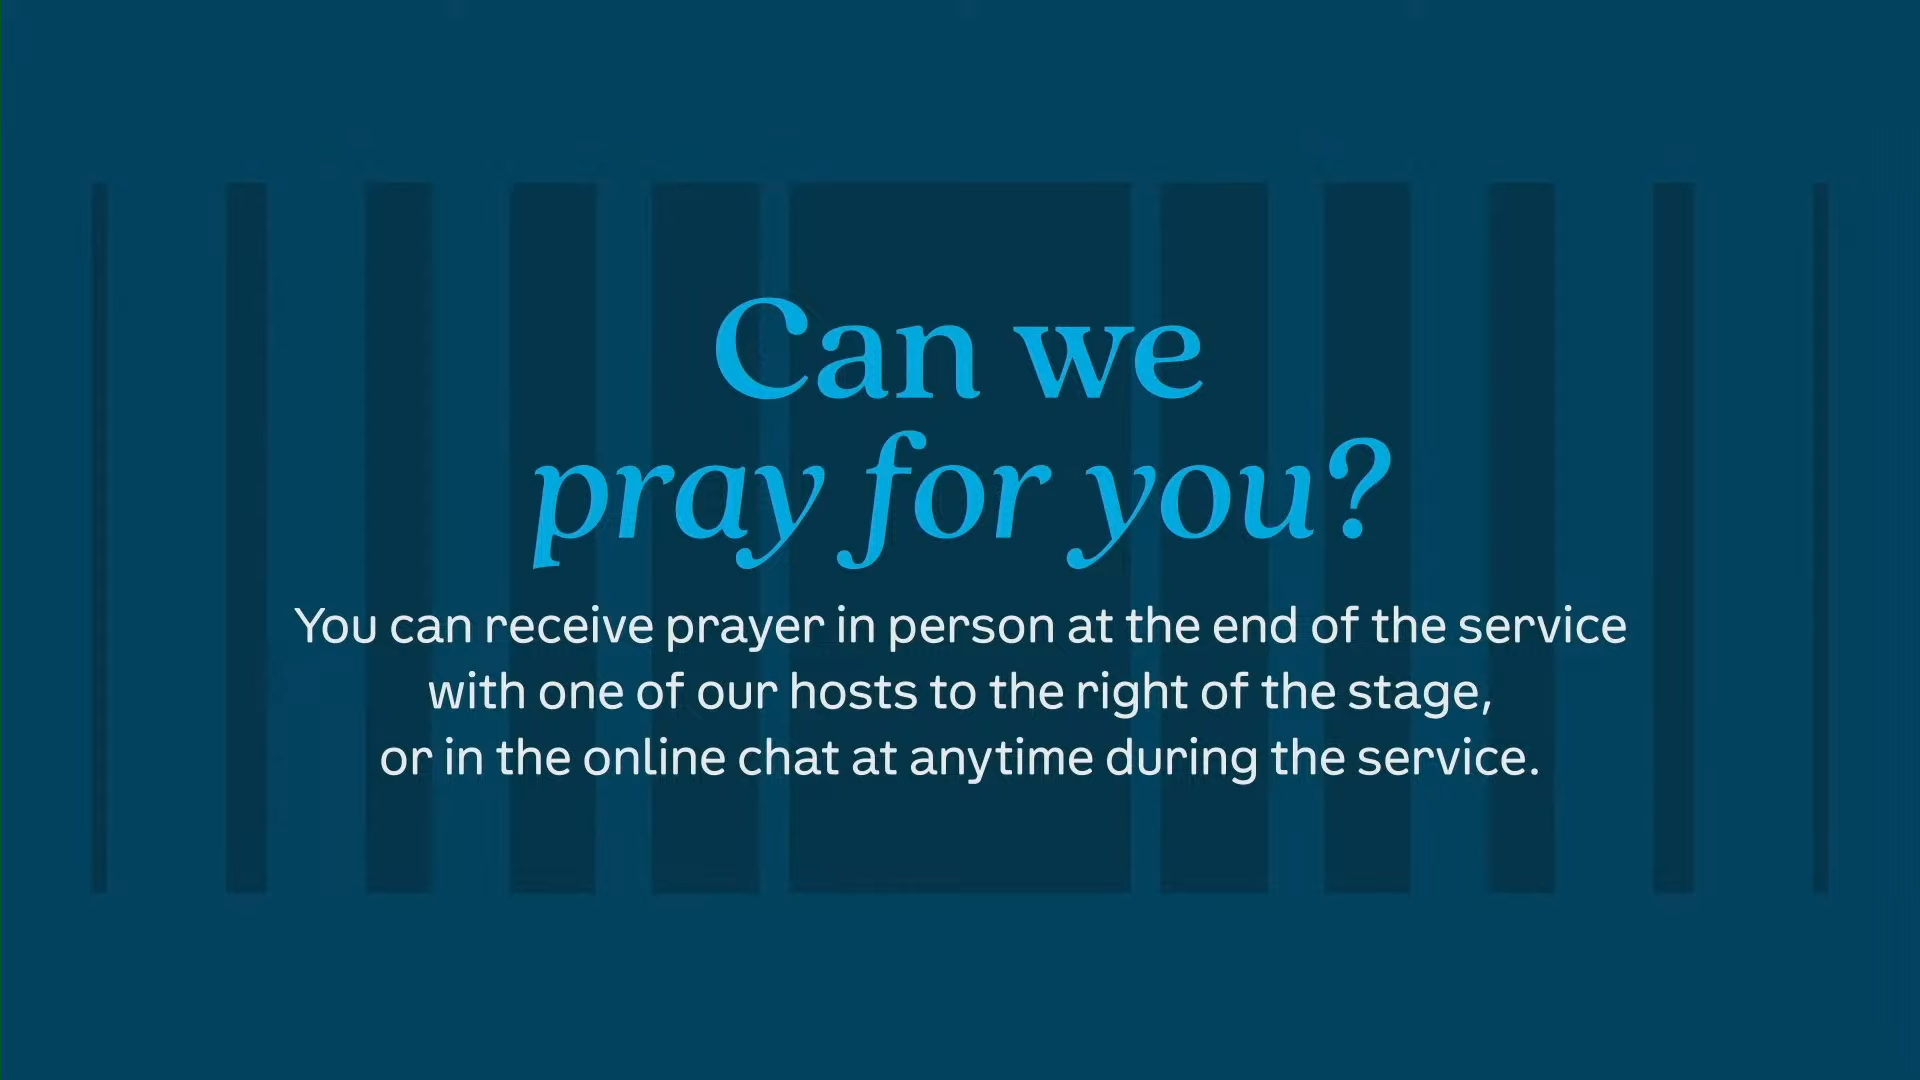 Can we
pray for you?
You can receive prayer in person at the end of the service
with one of our hosts to the right of the stage,
or in the online chat at anytime during the service.